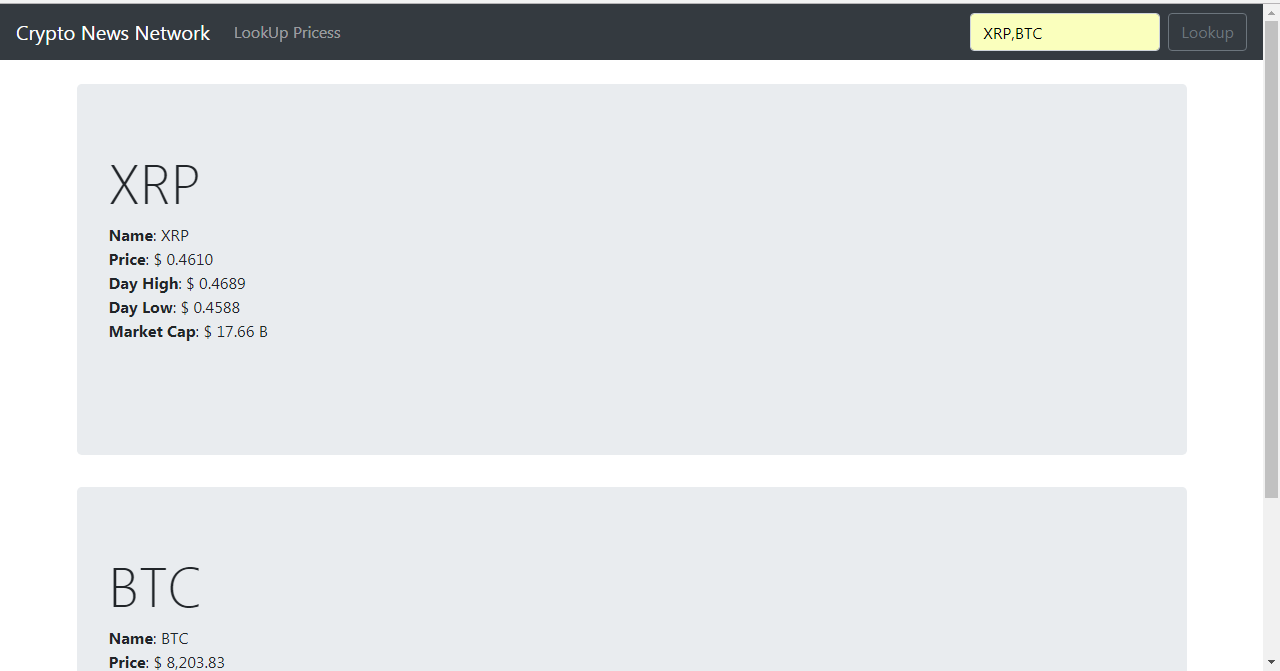 Crypto News Network LookUp Pricess XRP,BTC Lookup
XRP
Name: XRP
Price: $ 0.4610
Day High: $ 0.4689
Day Low: $ 0.4588
Market Cap: $ 17.66 B
BTC
Name: BTC
Price: $ 8,203.83